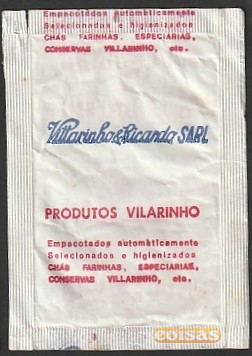 Empacotados automàticamente
Selecionados e higienizados
CHÁS FARINHAS, ESPECIARIAS,
CONSERVAS VILLARINHO, etc.
Villarinho & Ricardo SARL
PRODUTOS VILARINHO
Empacotados automàticamente
Selecionados e higienizados
CHÁS FARINHAS, ESPECIARIAS,
CONSERVAS VILLARINHO, etc.
coisas